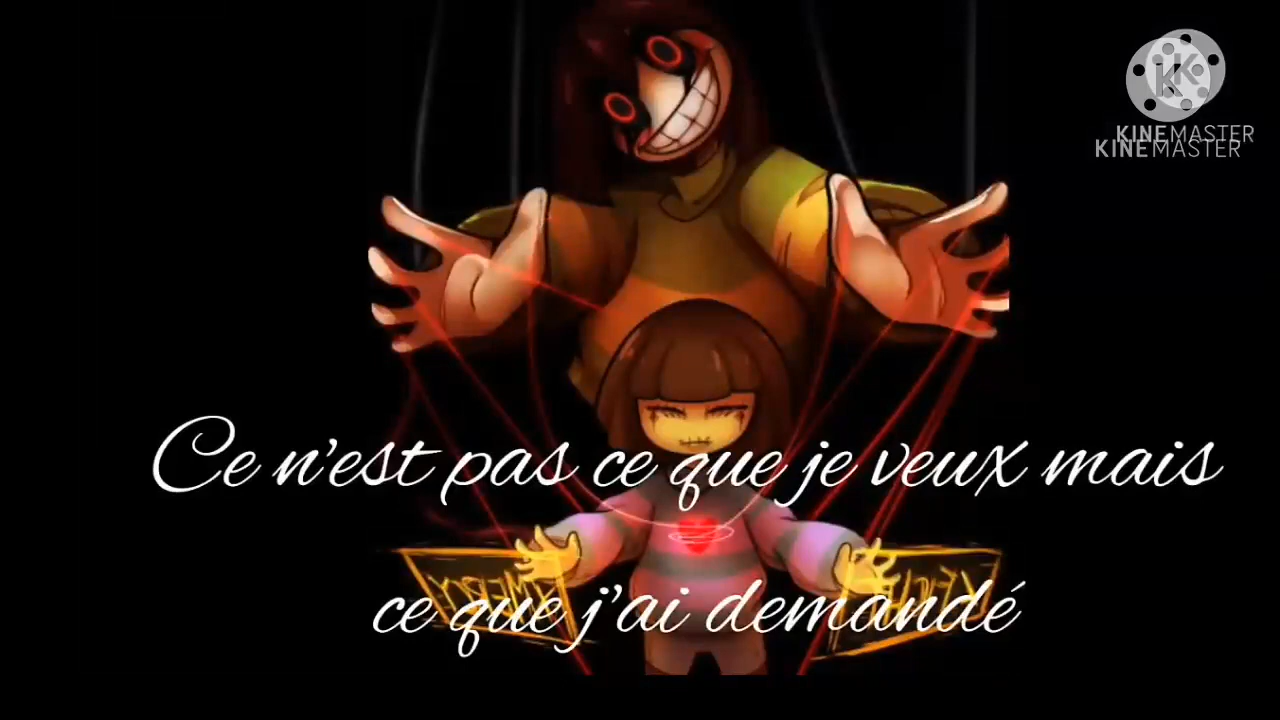 KINEMASTER
KINEMASTER
Ce n'est pas ce que je veux mais
ce que j'ai demandé